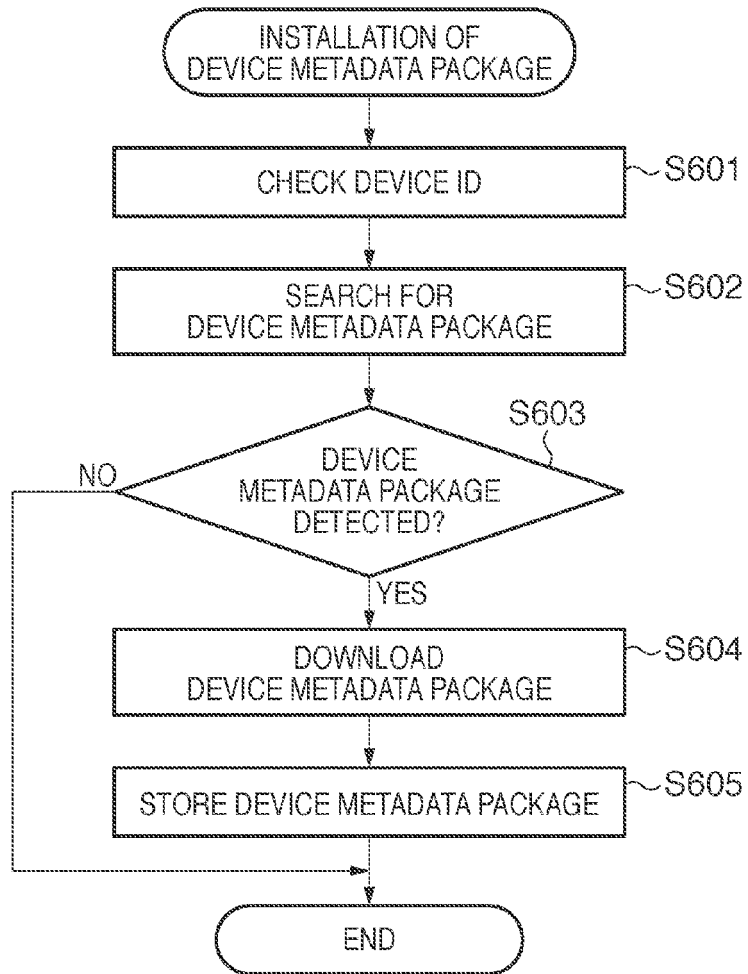 INSTALLATION OF
DEVICE METADATA PACKAGE
CHECK DEVICE ID
S601
SEARCH FOR
DEVICE METADATA PACKAGE
S602
S603
DEVICE
METADATA PACKAGE
DETECTED?
NO
YES
DOWNLOAD
DEVICE METADATA PACKAGE
S604
STORE DEVICE METADATA PACKAGE
S605
END